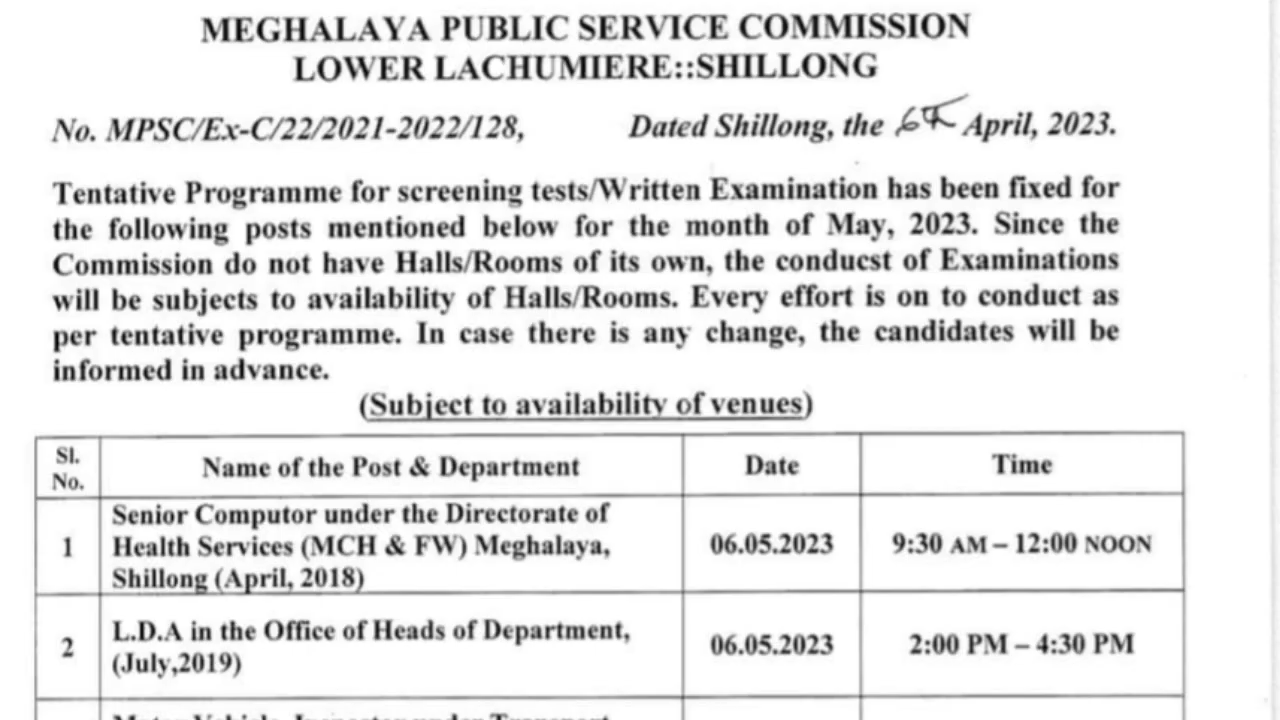 MEGHALAYA PUBLIC SERVICE COMMISSION
LOWER LACHUMIERE::SHILLONG
No. MPSC/Ex-C/22/2021-2022/128,
Dated Shillong, the 6th April, 2023.
Tentative Programme for screening tests/Written Examination has been fixed for
the following posts mentioned below for the month of May, 2023. Since the
Commission do not have Halls/Rooms of its own, the conducst of Examinations
will be subjects to availability of Halls/Rooms. Every effort is on to conduct as
per tentative programme. In case there is any change, the candidates will be
informed in advance.
(Subject to availability of venues)
Sl.
No.
Name of the Post & Department
Date
Time
1
Senior Computor under the Directorate of
Health Services (MCH & FW) Meghalaya,
Shillong (April, 2018)
06.05.2023
9:30 AM – 12:00 NOON
2
L.D.A in the Office of Heads of Department,
(July,2019)
06.05.2023
2:00 PM – 4:30 PM
Motor Vehicle Inspector under Transport